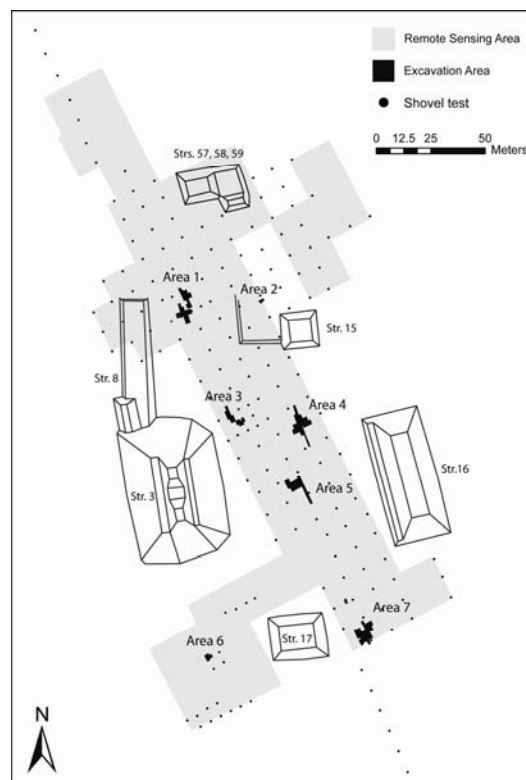 Remote Sensing Area
Excavation Area
Shovel test
0 12.5 25 50
Meters
Strs. 57, 58, 59
Area 1
Area 2
Str. 15
Str. 8
Area 3
Area 4
Str. 3
Str.16
Area 5
Area 7
Str. 17
Area 6
N